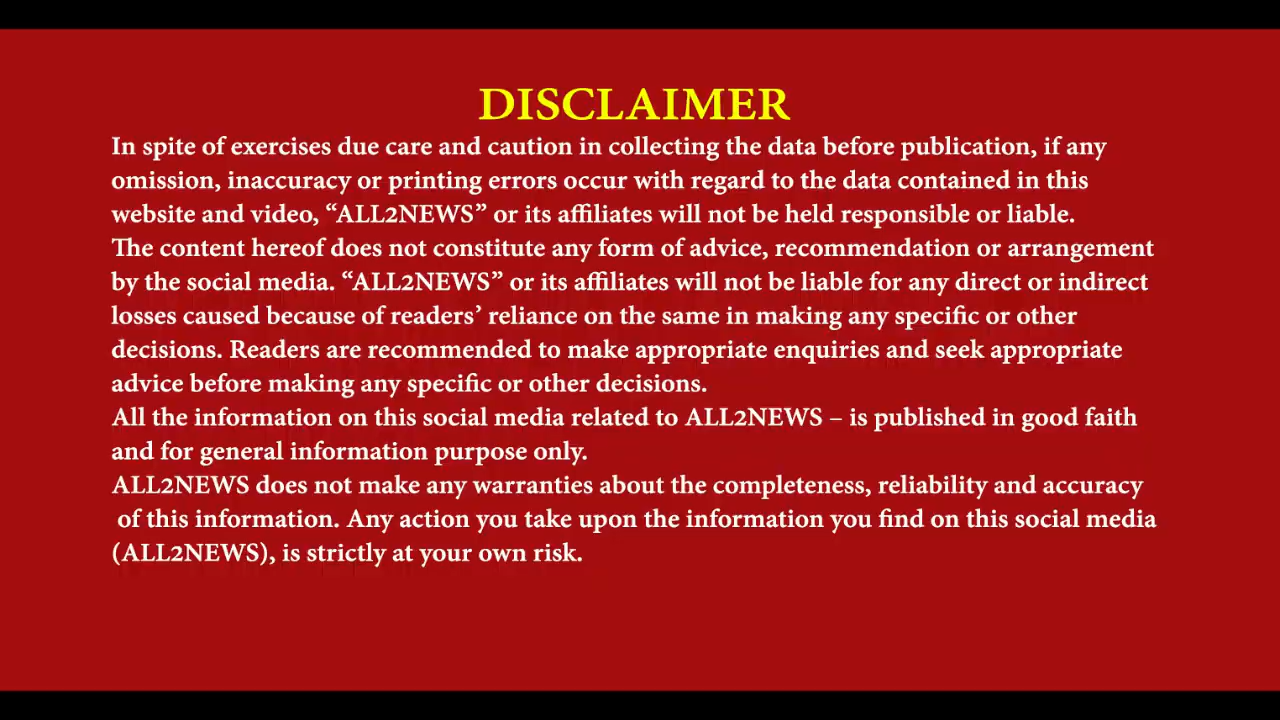 DISCLAIMER
In spite of exercises due care and caution in collecting the data before publication, if any
omission, inaccuracy or printing errors occur with regard to the data contained in this
website and video, “ALL2NEWS” or its affiliates will not be held responsible or liable.
The content hereof does not constitute any form of advice, recommendation or arrangement
by the social media. “ALL2NEWS” or its affiliates will not be liable for any direct or indirect
losses caused because of readers’ reliance on the same in making any specific or other
decisions. Readers are recommended to make appropriate enquiries and seek appropriate
advice before making any specific or other decisions.
All the information on this social media related to ALL2NEWS – is published in good faith
and for general information purpose only.
ALL2NEWS does not make any warranties about the completeness, reliability and accuracy
of this information. Any action you take upon the information you find on this social media
(ALL2NEWS), is strictly at your own risk.